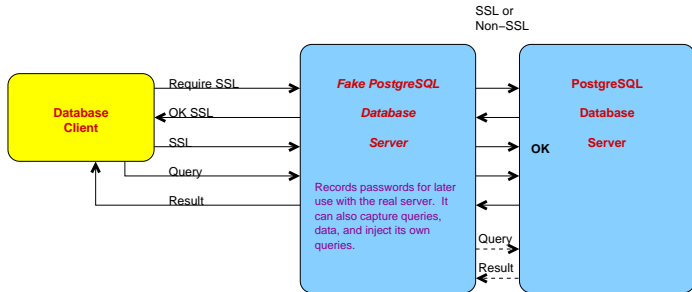 SSL or
Non−SSL
Require SSL
OK SSL
SSL
Query
Result
Database
Client
Fake PostgreSQL
Database
Server
Records passwords for later
use with the real server. It
can also capture queries,
data, and inject its own
queries.
PostgreSQL
Database
Server
OK
Query
Result